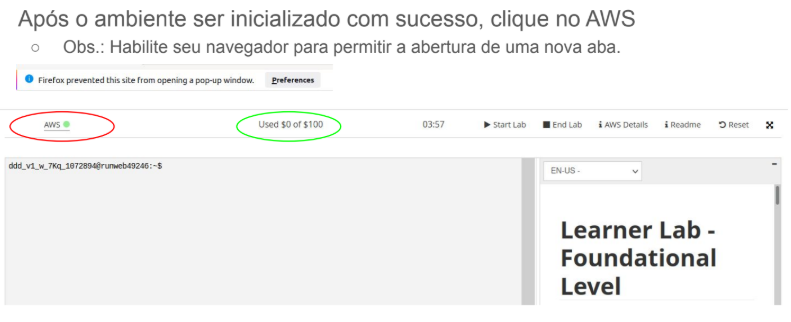 Após o ambiente ser inicializado com sucesso, clique no AWS
○ Obs.: Habilite seu navegador para permitir a abertura de uma nova aba.
Firefox prevented this site from opening a pop-up window. Preferences
AWS Used $0 of $100 03:57 Start Lab End Lab AWS Details Readme Reset
ddd_v1_w_7Kq_1072894@runweb49246:~$
EN-US -
Learner Lab -
Foundational
Level